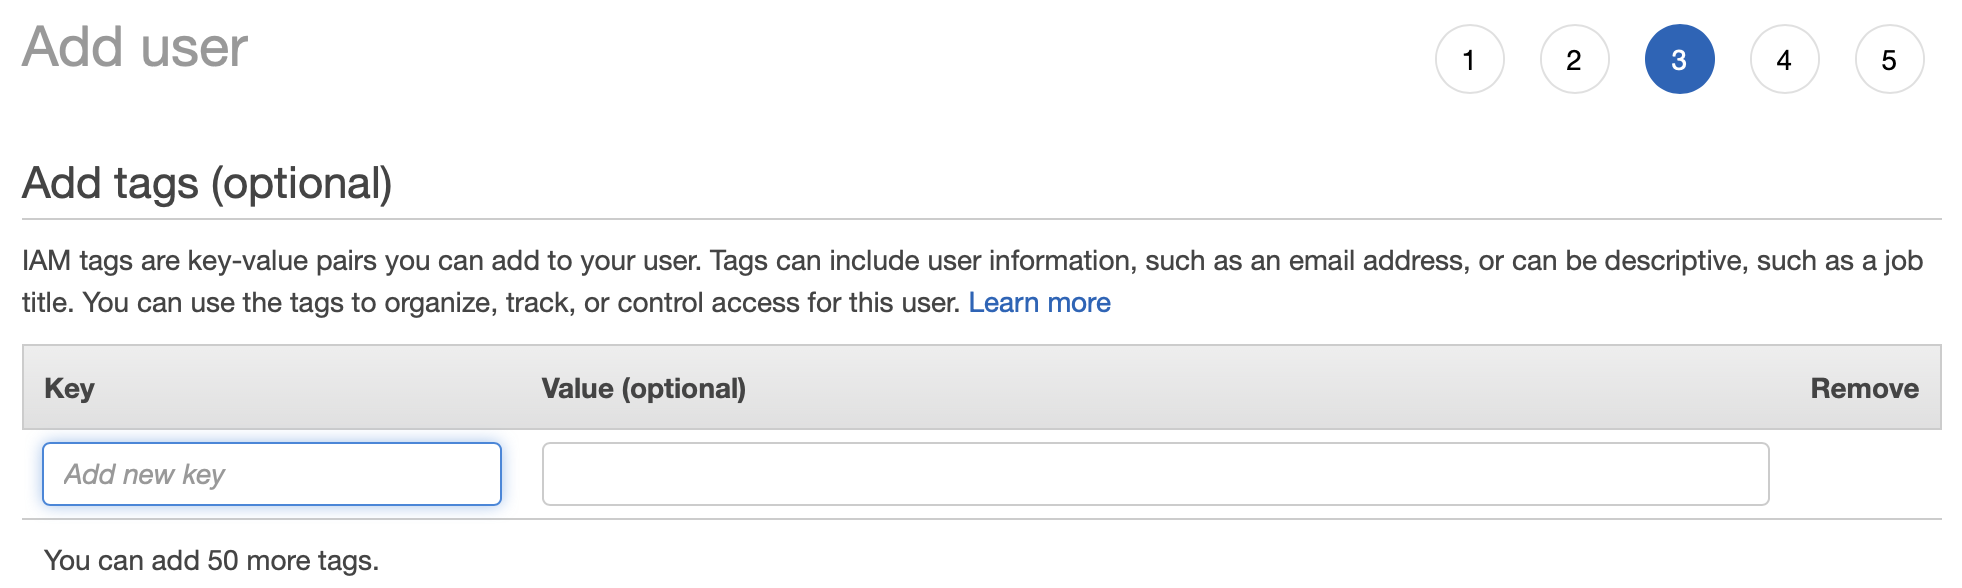 Add user
1 2 3 4 5
Add tags (optional)
IAM tags are key-value pairs you can add to your user. Tags can include user information, such as an email address, or can be descriptive, such as a job
title. You can use the tags to organize, track, or control access for this user. Learn more
Key Value (optional) Remove
Add new key
You can add 50 more tags.